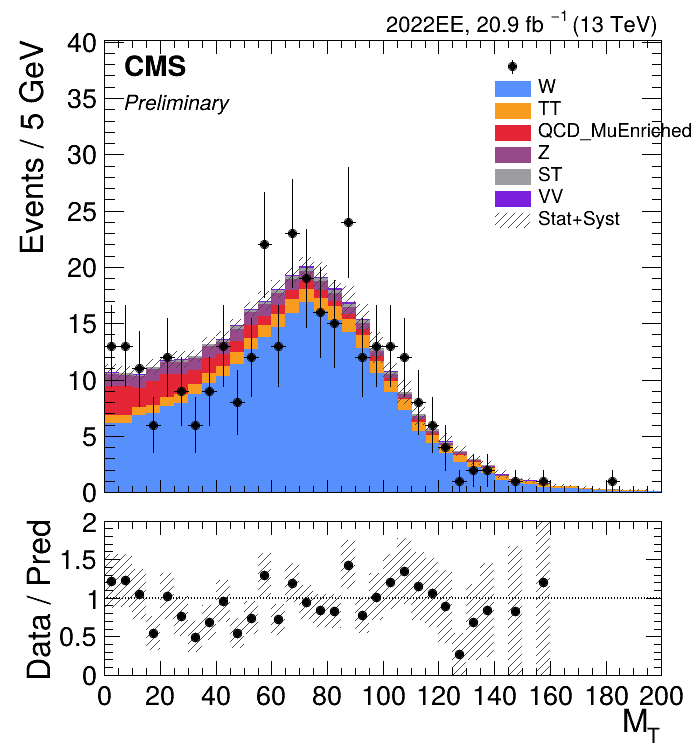 2022EE, 20.9 fb⁻¹ (13 TeV)
CMS
Preliminary
W
TT
QCD_MuEnriched
Z
ST
VV
Stat+Syst
Events / 5 GeV
40
35
30
25
20
15
10
5
0
Data / Pred
2
1.5
1
0.5
0
0 20 40 60 80 100 120 140 160 180 200
M_T